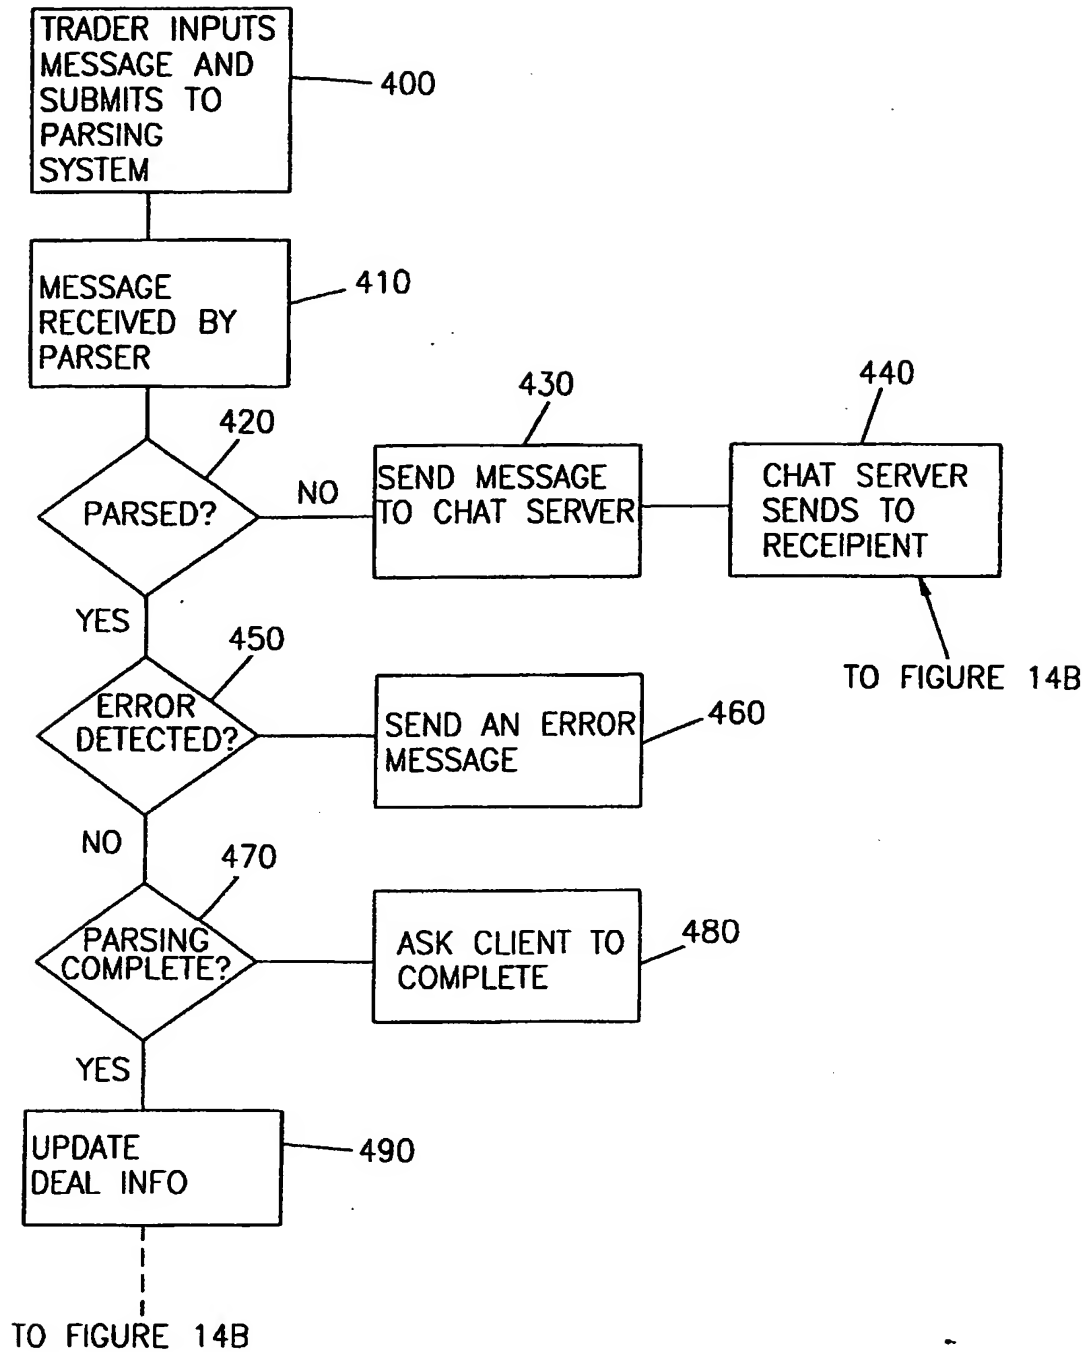 TRADER INPUTS
MESSAGE AND
SUBMITS TO
PARSING
SYSTEM
400
MESSAGE
RECEIVED BY
PARSER
410
420
PARSED?
NO
430
SEND MESSAGE
TO CHAT SERVER
440
CHAT SERVER
SENDS TO
RECEIPIENT
TO FIGURE 14B
YES
450
ERROR
DETECTED?
SEND AN ERROR
MESSAGE
460
NO
470
PARSING
COMPLETE?
ASK CLIENT TO
COMPLETE
480
YES
UPDATE
DEAL INFO
490
TO FIGURE 14B